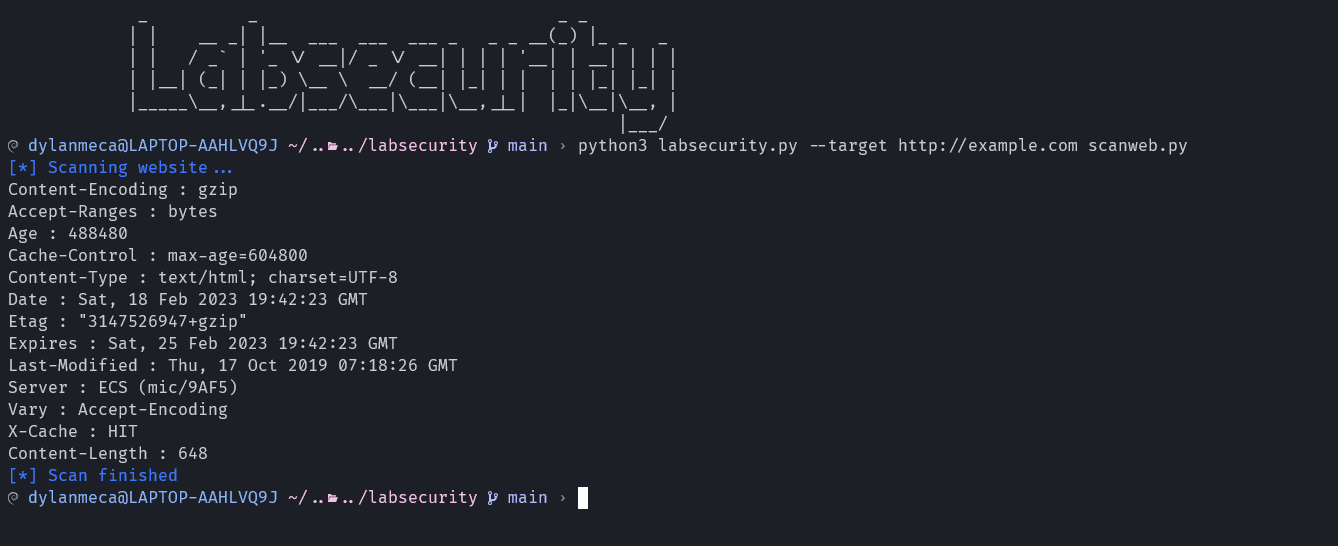 Labsecurity
dylanmeca@LAPTOP-AAHLVQ9J ~/../../labsecurity main › python3 labsecurity.py --target http://example.com scanweb.py
[*] Scanning website...
Content-Encoding : gzip
Accept-Ranges : bytes
Age : 488480
Cache-Control : max-age=604800
Content-Type : text/html; charset=UTF-8
Date : Sat, 18 Feb 2023 19:42:23 GMT
Etag : "3147526947+gzip"
Expires : Sat, 25 Feb 2023 19:42:23 GMT
Last-Modified : Thu, 17 Oct 2019 07:18:26 GMT
Server : ECS (mic/9AF5)
Vary : Accept-Encoding
X-Cache : HIT
Content-Length : 648
[*] Scan finished
dylanmeca@LAPTOP-AAHLVQ9J ~/../../labsecurity main ›